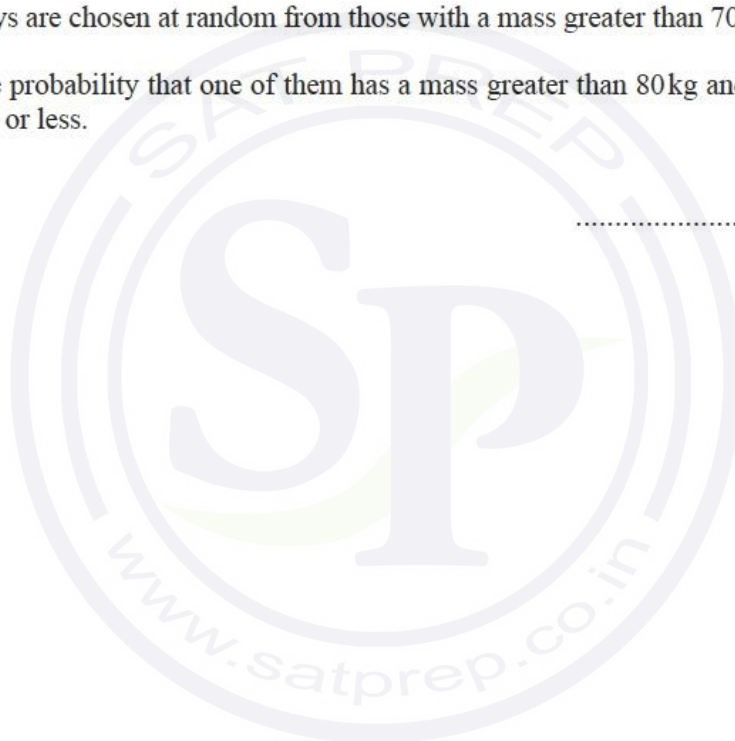 ys are chosen at random from those with a mass greater than 70
probability that one of them has a mass greater than 80 kg an
or less.
....................
SAT PREP
SP
www.satprep.co.in